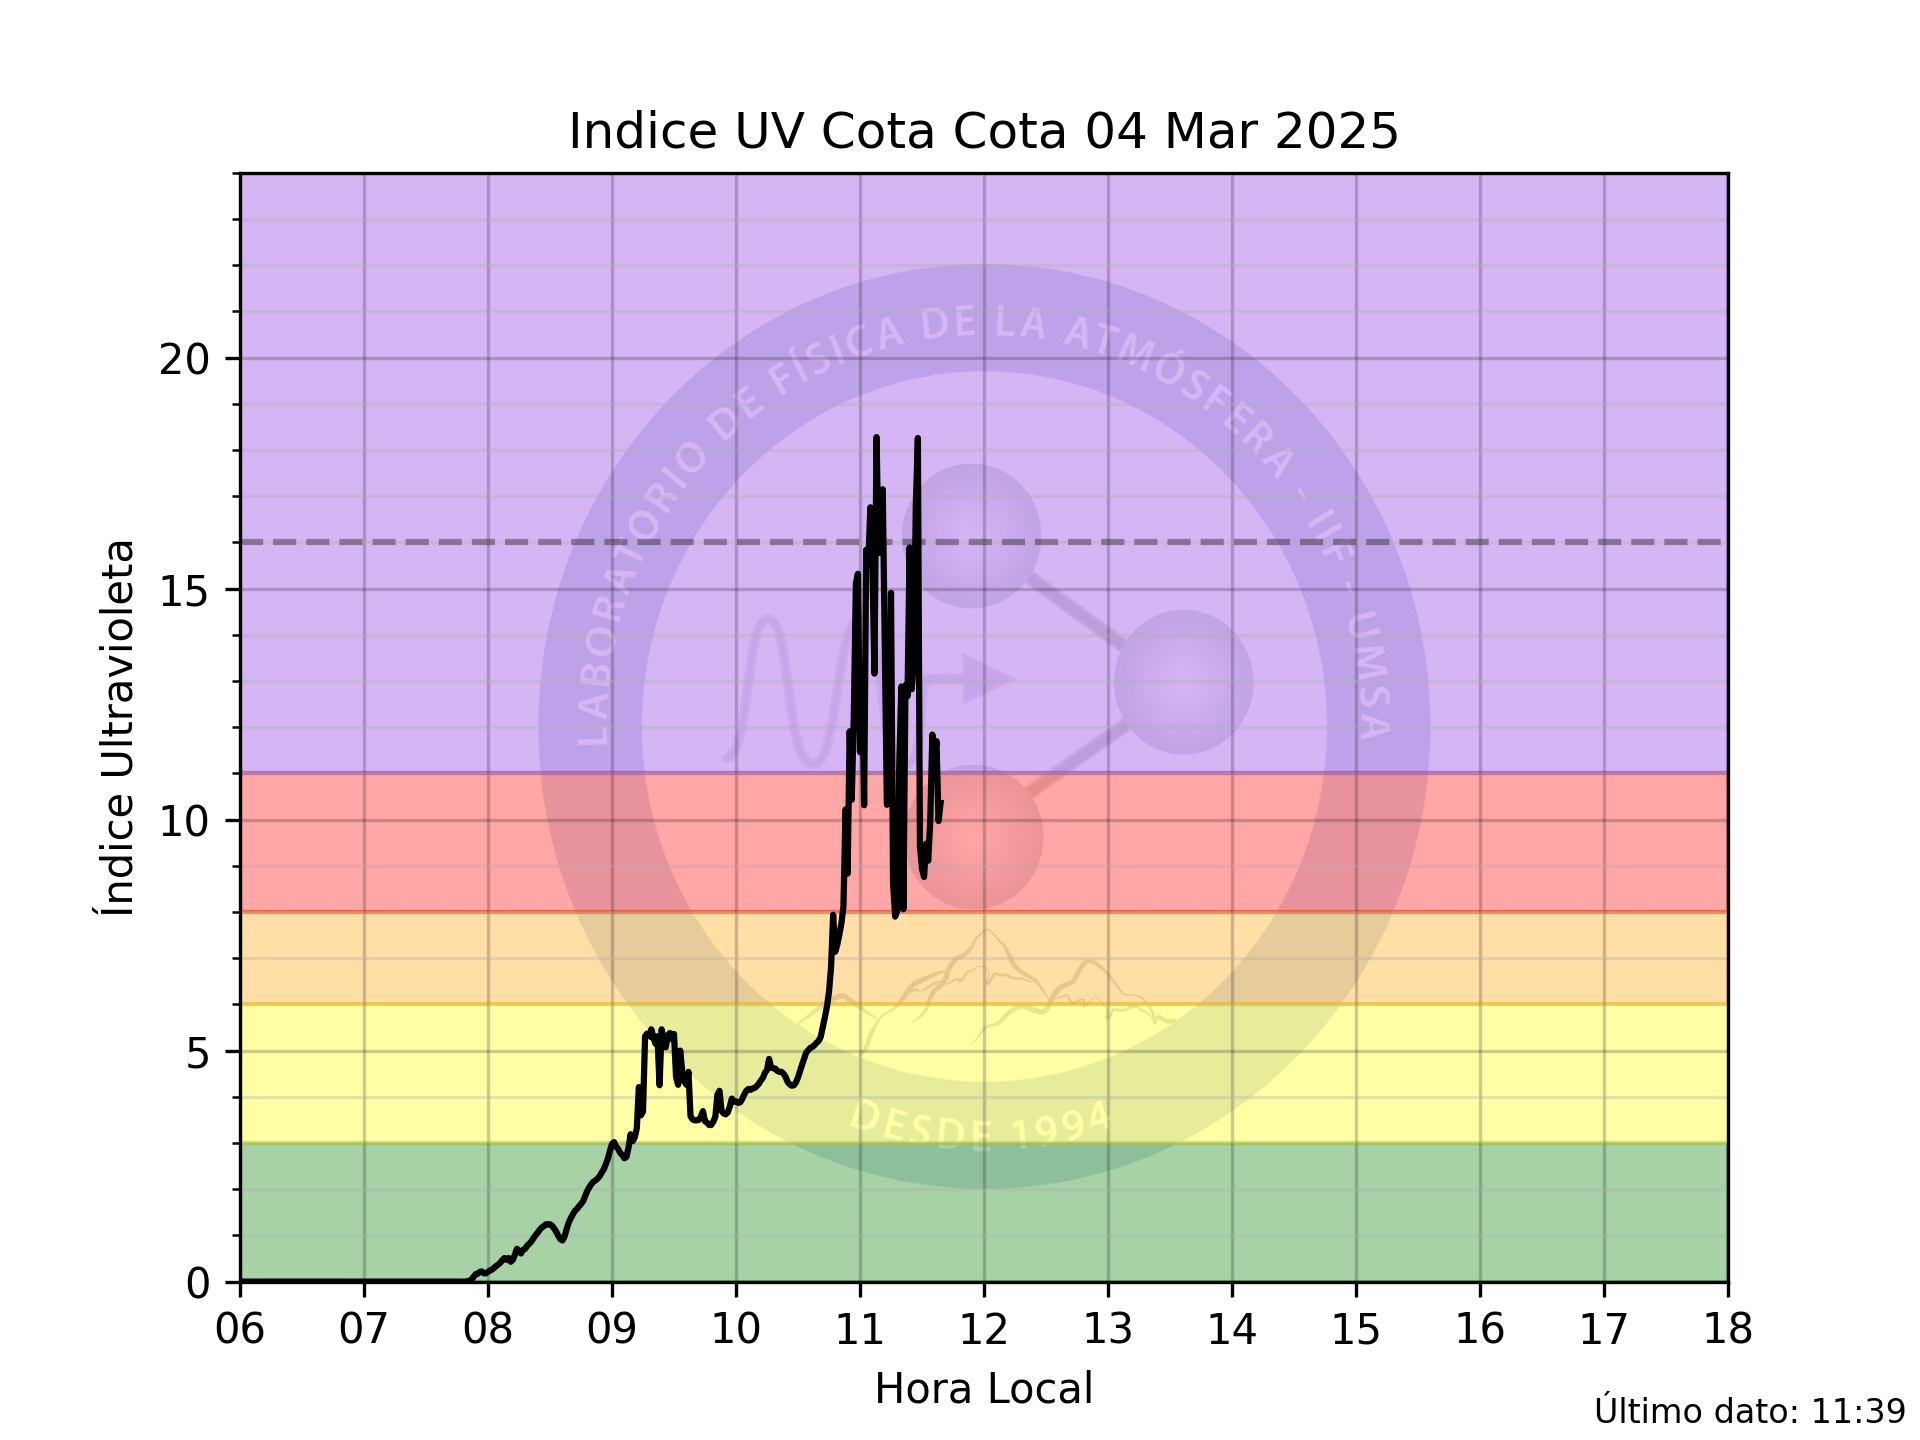 Indice UV Cota Cota 04 Mar 2025
Índice Ultravioleta
20
15
10
5
0
LABORATORIO DE FÍSICA DE LA ATMÓSFERA - IIF - UMSA
DESDE 1994
06 07 08 09 10 11 12 13 14 15 16 17 18
Hora Local
Último dato: 11:39